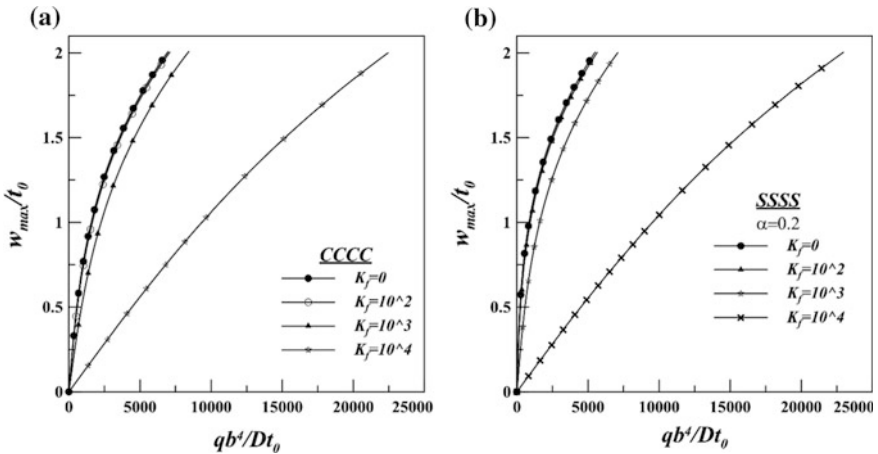 (a)
2
1.5
1
0.5
0
w_max/t_0
CCCC
K_f=0
K_f=10^2
K_f=10^3
K_f=10^4
0 5000 10000 15000 20000 25000
qb^4/Dt_0
(b)
2
1.5
1
0.5
0
w_max/t_0
SSSS
α=0.2
K_f=0
K_f=10^2
K_f=10^3
K_f=10^4
0 5000 10000 15000 20000 25000
qb^4/Dt_0